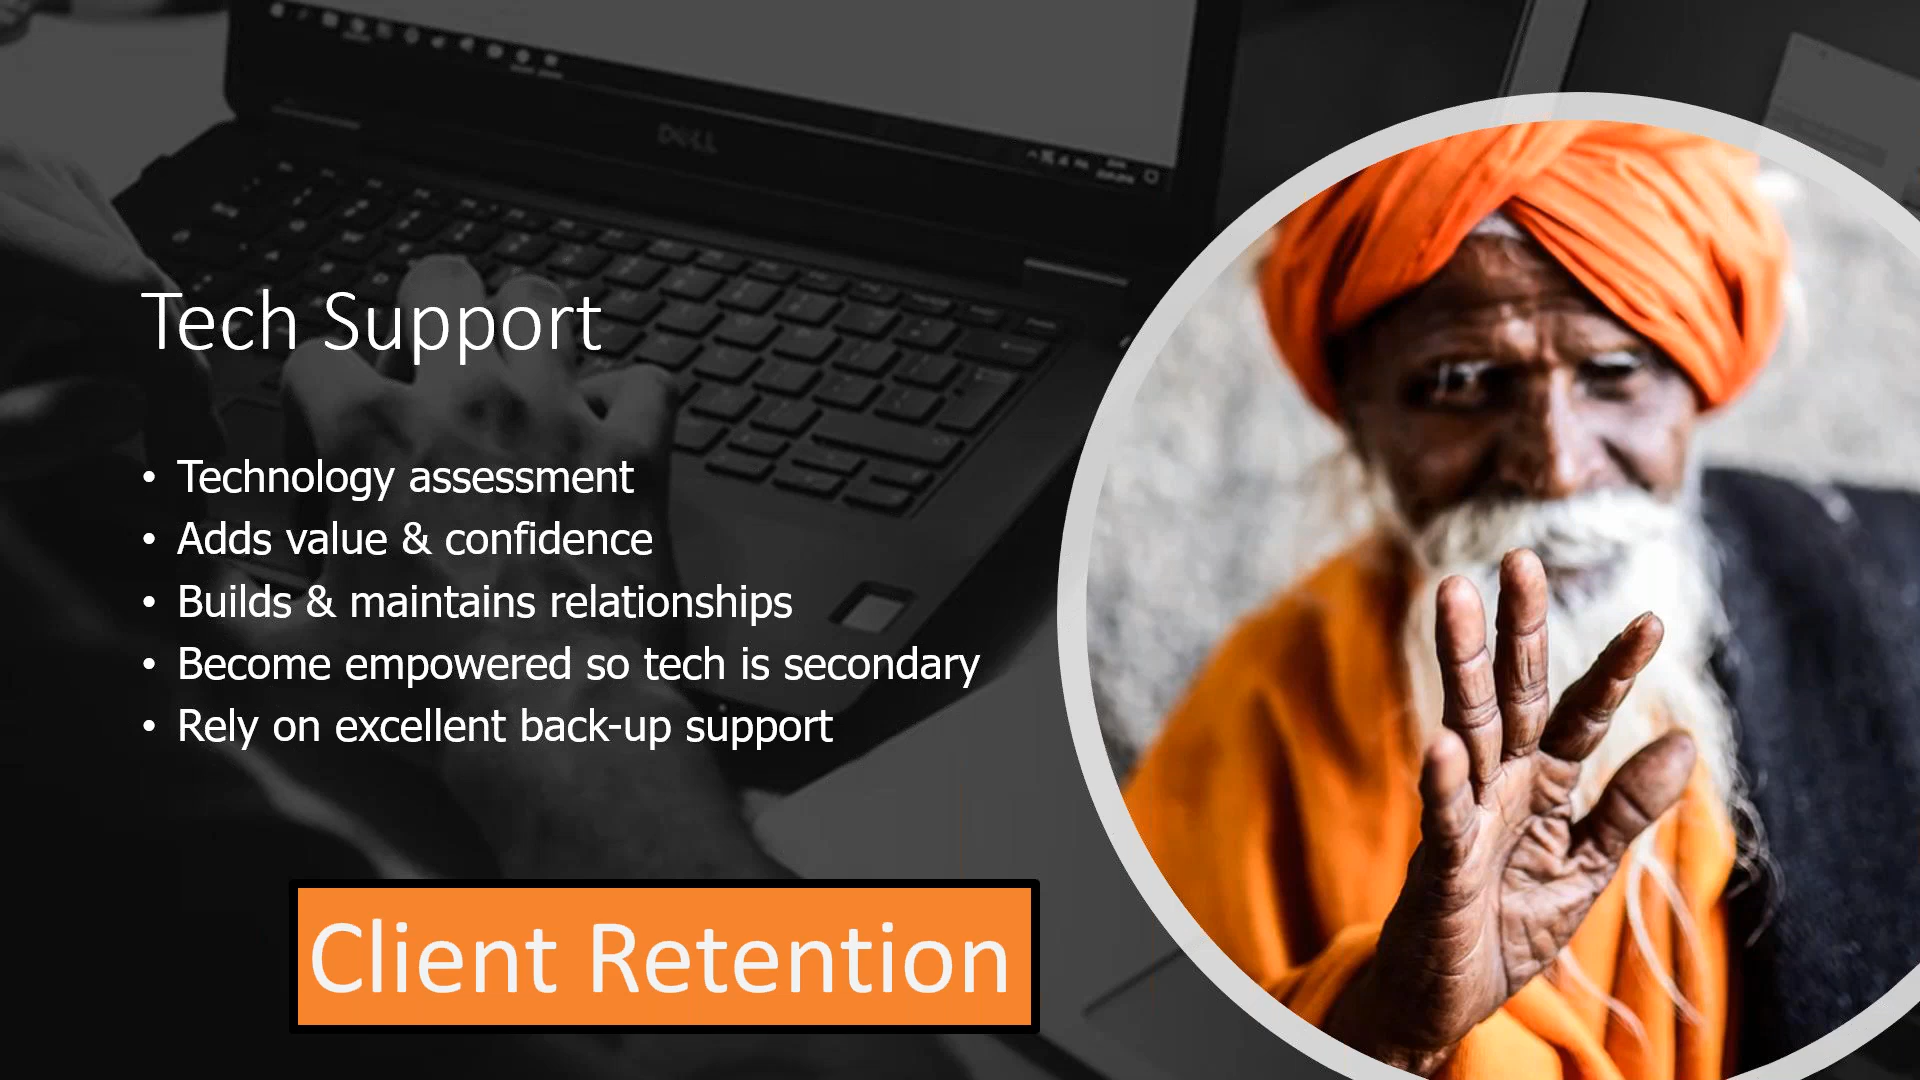 DELL
Tech Support
• Technology assessment
• Adds value & confidence
• Builds & maintains relationships
• Become empowered so tech is secondary
• Rely on excellent back-up support
Client Retention